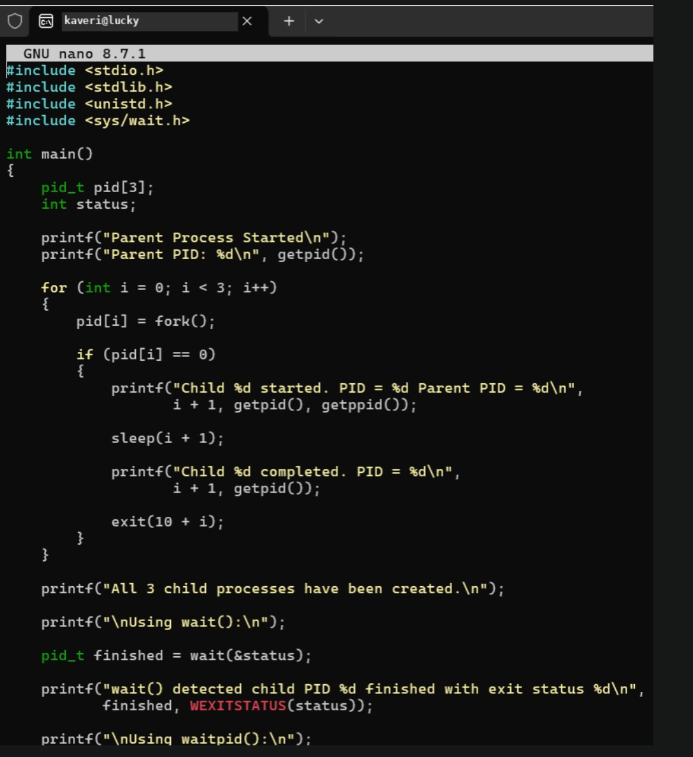 kaveri@lucky
GNU nano 8.7.1
#include <stdio.h>
#include <stdlib.h>
#include <unistd.h>
#include <sys/wait.h>

int main()
{
    pid_t pid[3];
    int status;

    printf("Parent Process Started\n");
    printf("Parent PID: %d\n", getpid());

    for (int i = 0; i < 3; i++)
    {
        pid[i] = fork();

        if (pid[i] == 0)
        {
            printf("Child %d started. PID = %d Parent PID = %d\n",
                   i + 1, getpid(), getppid());

            sleep(i + 1);

            printf("Child %d completed. PID = %d\n",
                   i + 1, getpid());

            exit(10 + i);
        }
    }

    printf("All 3 child processes have been created.\n");

    printf("\nUsing wait():\n");

    pid_t finished = wait(&status);

    printf("wait() detected child PID %d finished with exit status %d\n",
           finished, WEXITSTATUS(status));

    printf("\nUsing waitpid():\n");